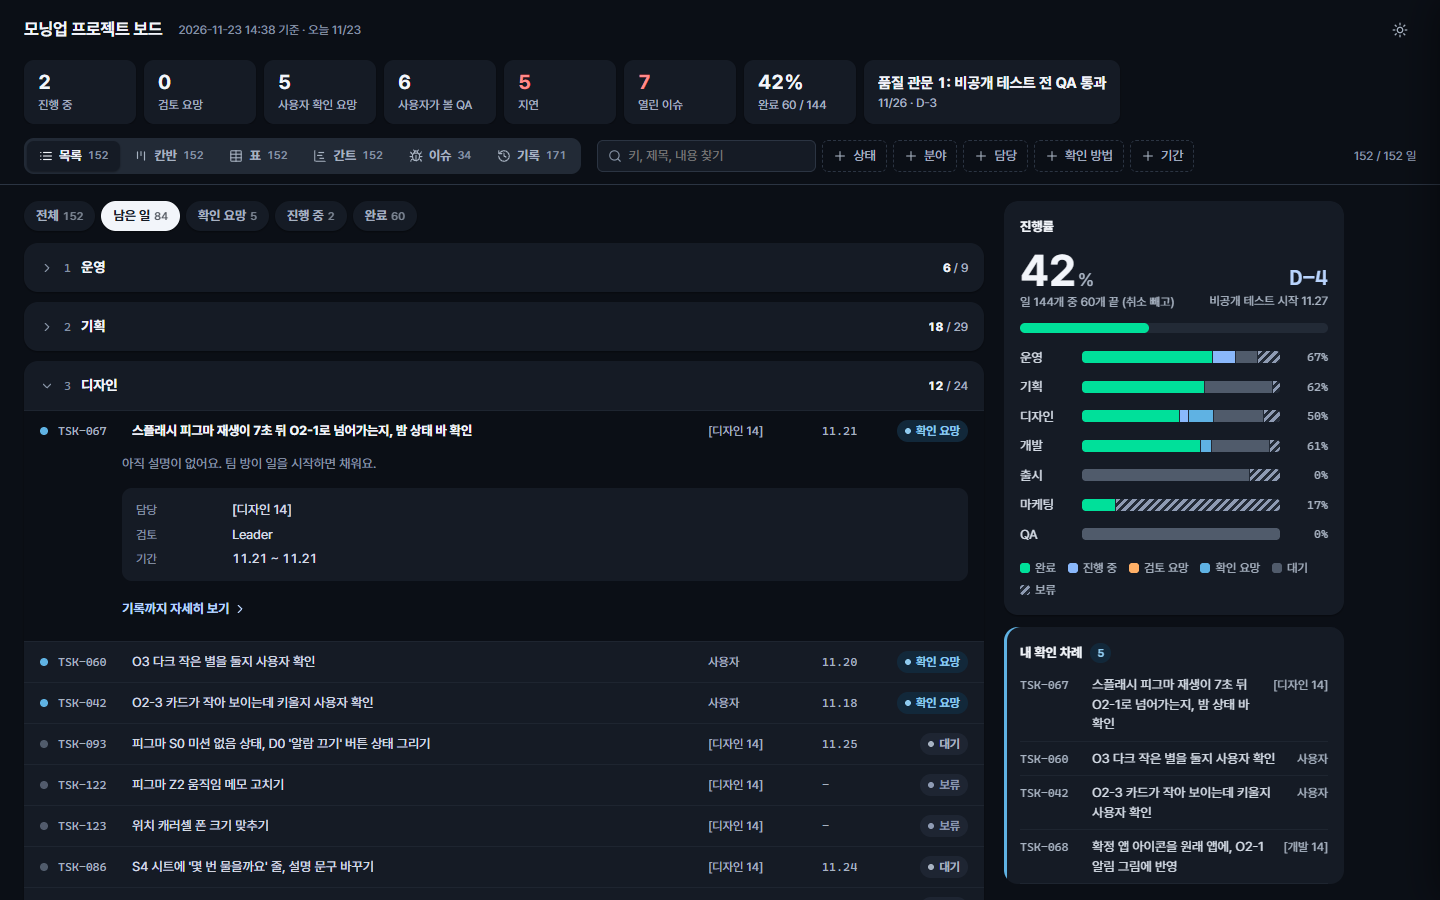 모닝업 프로젝트 보드 2026-11-23 14:38 기준 · 오늘 11/23
2 진행 중
0 검토 요망
5 사용자 확인 요망
6 사용자가 볼 QA
5 지연
7 열린 이슈
42% 완료 60 / 144
품질 관문 1: 비공개 테스트 전 QA 통과
11/26 · D-3
목록 152 칸반 152 표 152 간트 152 이슈 34 기록 171
키, 제목, 내용 찾기
+ 상태 + 분야 + 담당 + 확인 방법 + 기간
152 / 152 일
전체 152 남은 일 84 확인 요망 5 진행 중 2 완료 60
1 운영 6 / 9
2 기획 18 / 29
3 디자인 12 / 24
TSK-067 스플래시 피그마 재생이 7초 뒤 O2-1로 넘어가는지, 밤 상태 바 확인 [디자인 14] 11.21 확인 요망
아직 설명이 없어요. 팀 방이 일을 시작하면 채워요.
담당 [디자인 14]
검토 Leader
기간 11.21 ~ 11.21
기록까지 자세히 보기
TSK-060 O3 다크 작은 별을 둘지 사용자 확인 사용자 11.20 확인 요망
TSK-042 O2-3 카드가 작아 보이는데 키울지 사용자 확인 사용자 11.18 확인 요망
TSK-093 피그마 S0 미션 없음 상태, D0 '알람 끄기' 버튼 상태 그리기 [디자인 14] 11.25 대기
TSK-122 피그마 Z2 움직임 메모 고치기 [디자인 14] - 보류
TSK-123 위치 캐러셀 폰 크기 맞추기 [디자인 14] - 보류
TSK-086 S4 시트에 '몇 번 물을까요' 줄, 설명 문구 바꾸기 [디자인 14] 11.24 대기
진행률
42% D-4
일 144개 중 60개 끝 (취소 빼고) 비공개 테스트 시작 11.27
운영 67%
기획 62%
디자인 50%
개발 61%
출시 0%
마케팅 17%
QA 0%
완료 진행 중 검토 요망 확인 요망 대기
보류
내 확인 차례 5
TSK-067 스플래시 피그마 재생이 7초 뒤 [디자인 14]
O2-1로 넘어가는지, 밤 상태 바
확인
TSK-060 O3 다크 작은 별을 둘지 사용자 확인 사용자
TSK-042 O2-3 카드가 작아 보이는데 키울지 사용자
사용자 확인
TSK-068 확정 앱 아이콘을 원래 앱에, O2-1 [개발 14]
알림 그림에 반영